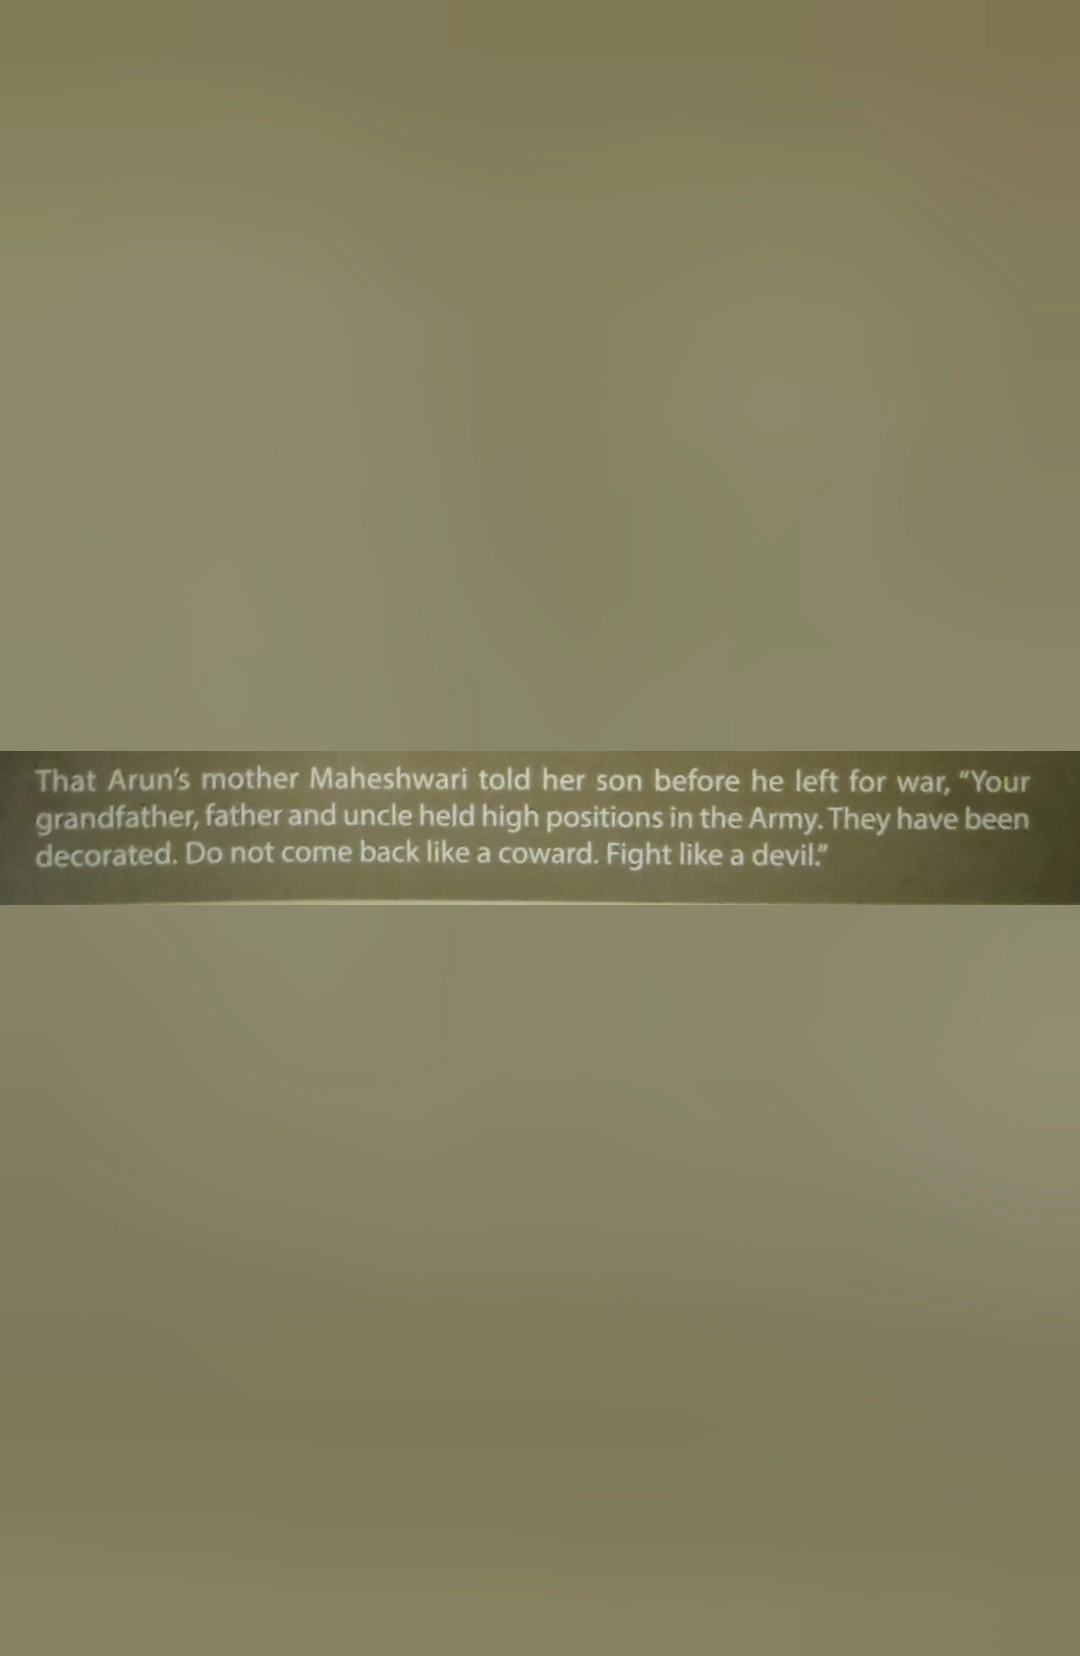 That Arun's mother Maheshwari told her son before he left for war, “Your
grandfather, father and uncle held high positions in the Army. They have been
decorated. Do not come back like a coward. Fight like a devil.”